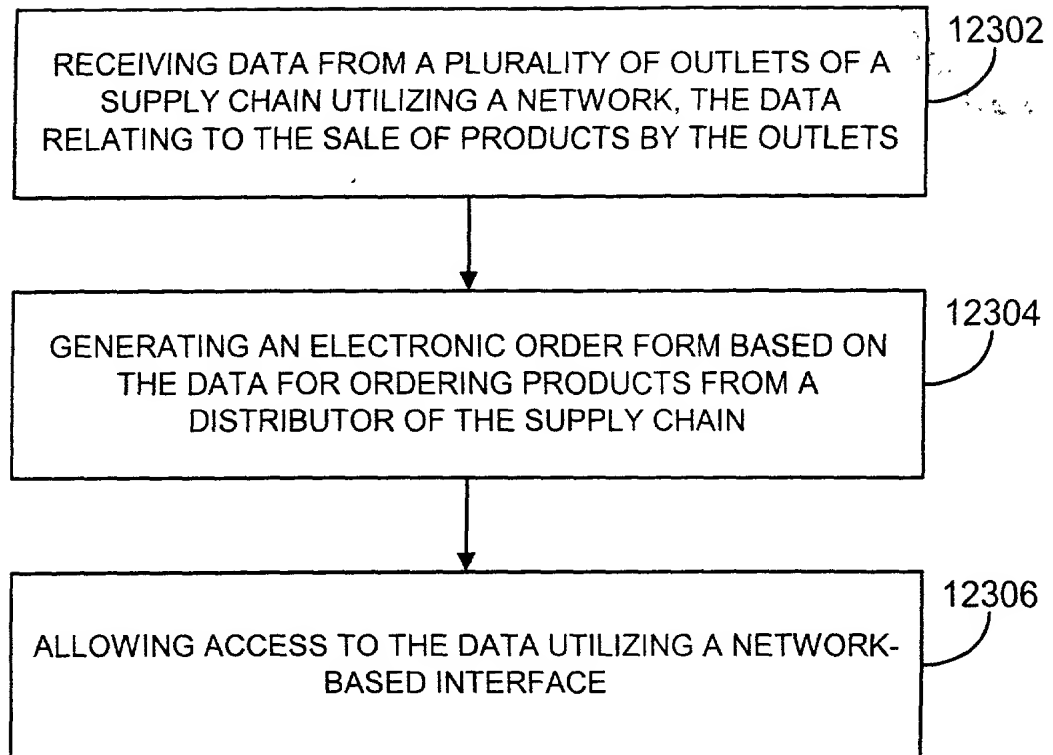 12302
RECEIVING DATA FROM A PLURALITY OF OUTLETS OF A
SUPPLY CHAIN UTILIZING A NETWORK, THE DATA
RELATING TO THE SALE OF PRODUCTS BY THE OUTLETS
12304
GENERATING AN ELECTRONIC ORDER FORM BASED ON
THE DATA FOR ORDERING PRODUCTS FROM A
DISTRIBUTOR OF THE SUPPLY CHAIN
12306
ALLOWING ACCESS TO THE DATA UTILIZING A NETWORK-
BASED INTERFACE